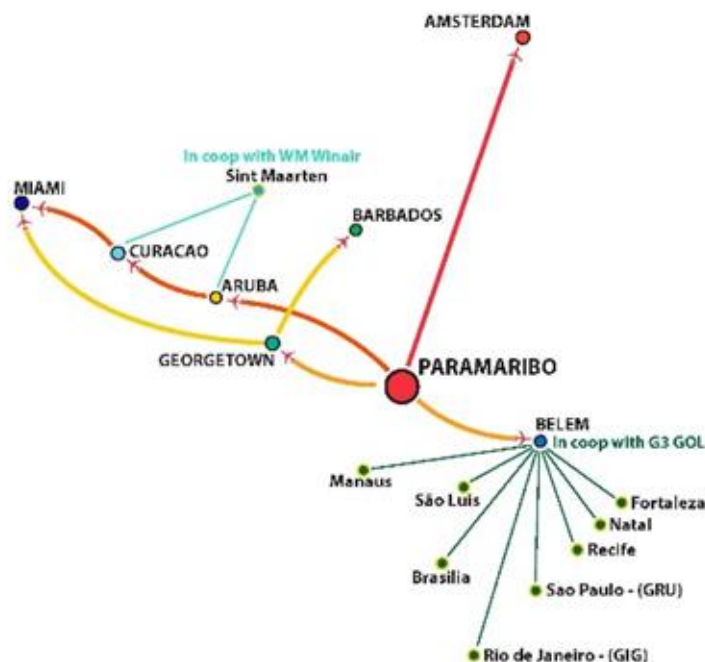 AMSTERDAM
In coop with WM Winair
Sint Maarten
MIAMI
BARBADOS
CURACAO
ARUBA
GEORGETOWN
PARAMARIBO
BELEM
In coop with G3 GOL
Manaus
São Luis
Fortaleza
Natal
Recife
Brasilia
Sao Paulo - (GRU)
Rio de Janeiro - (GIG)